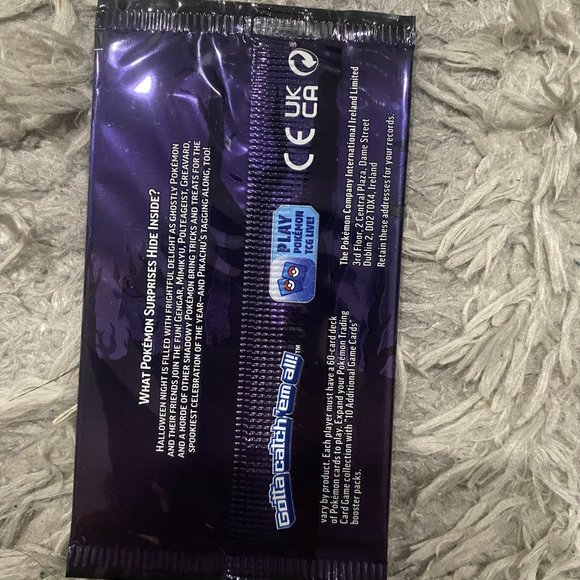 WHAT POKÉMON SURPRISES HIDE INSIDE?
HALLOWEEN NIGHT IS FILLED WITH FRIGHTFUL DELIGHT AS GHOSTLY POKÉMON
AND THEIR FRIENDS JOIN THE FUN! GENGAR, MIMIKYU, POLTEAGEIST, GREAVARD,
AND A HORDE OF OTHER SHADOWY POKÉMON BRING TRICKS AND TREATS FOR THE
SPOOKIEST CELEBRATION OF THE YEAR—AND PIKACHU'S TAGGING ALONG, TOO!
Gotta catch 'em all!™
PLAY
POKÉMON
TCG LIVE!
CE
UK
CA
vary by product. Each player must have a 60-card deck
of Pokémon cards to play. Expand your Pokémon Trading
Card Game collection with "10 Additional Game Cards"
booster packs.
The Pokémon Company International Ireland Limited
3rd Floor, 2 Central Plaza, Dame Street
Dublin 2, D02 T0X4, Ireland
Retain these addresses for your records.